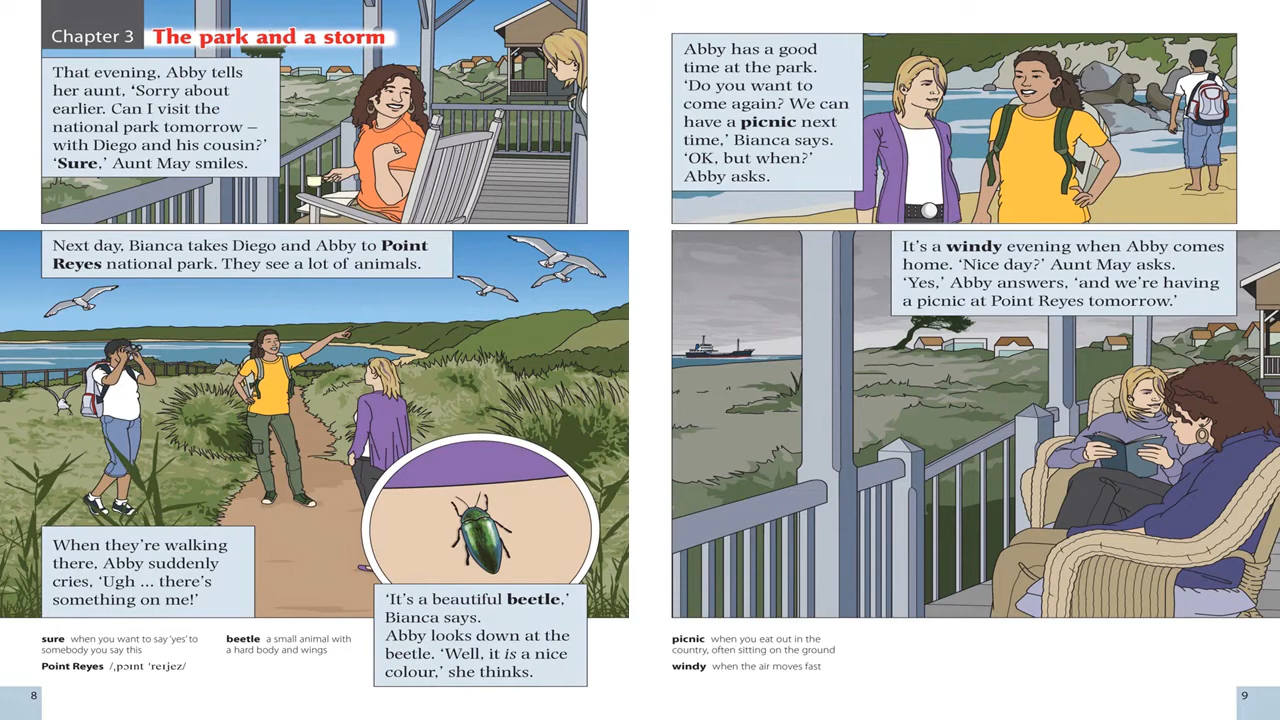 Chapter 3 The park and a storm
That evening, Abby tells
her aunt, ‘Sorry about
earlier. Can I visit the
national park tomorrow –
with Diego and his cousin?’
‘Sure,’ Aunt May smiles.
Next day, Bianca takes Diego and Abby to Point
Reyes national park. They see a lot of animals.
When they’re walking
there, Abby suddenly
cries, ‘Ugh ... there’s
something on me!’
‘It’s a beautiful beetle,’
Bianca says.
Abby looks down at the
beetle. ‘Well, it is a nice
colour,’ she thinks.
sure when you want to say ‘yes’ to
somebody you say this
Point Reyes /ˌpɔɪnt ˈreɪjez/
beetle a small animal with
a hard body and wings
8
Abby has a good
time at the park.
‘Do you want to
come again? We can
have a picnic next
time,’ Bianca says.
‘OK, but when?’
Abby asks.
It’s a windy evening when Abby comes
home. ‘Nice day?’ Aunt May asks.
‘Yes,’ Abby answers, ‘and we’re having
a picnic at Point Reyes tomorrow.’
picnic when you eat out in the
country, often sitting on the ground
windy when the air moves fast
9